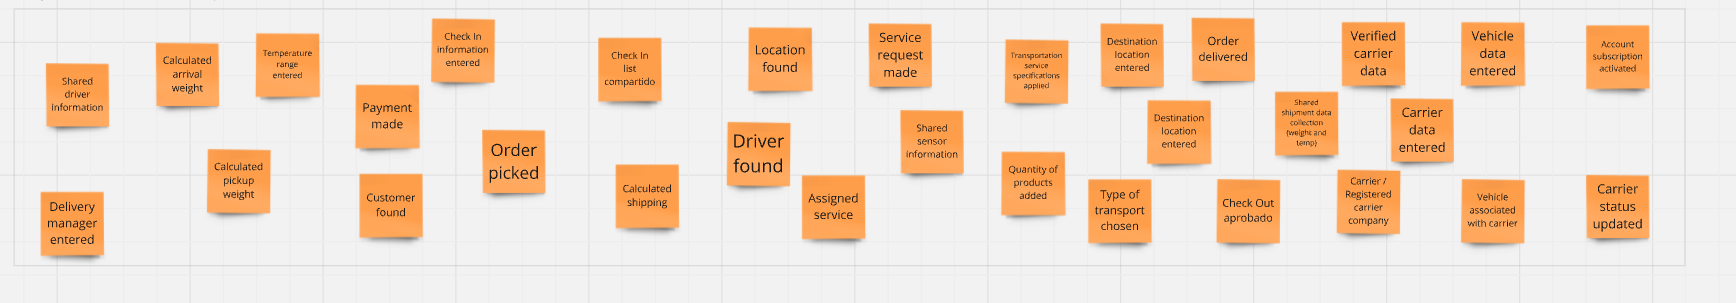 Shared
driver
information
Delivery
manager
entered
Calculated
arrival
weight
Calculated
pickup
weight
Temperature
range
entered
Payment
made
Customer
found
Check In
information
entered
Order
picked
Check In
list
compartido
Calculated
shipping
Location
found
Driver
found
Assigned
service
Service
request
made
Shared
sensor
information
Transportation
service
specifications
applied
Quantity of
products
added
Destination
location
entered
Destination
location
entered
Type of
transport
chosen
Order
delivered
Check Out
aprobado
Shared
shipment data
collection
(weight and
temp)
Verified
carrier
data
Carrier
data
entered
Carrier /
Registered
carrier
company
Vehicle
data
entered
Vehicle
associated
with carrier
Account
subscription
activated
Carrier
status
updated